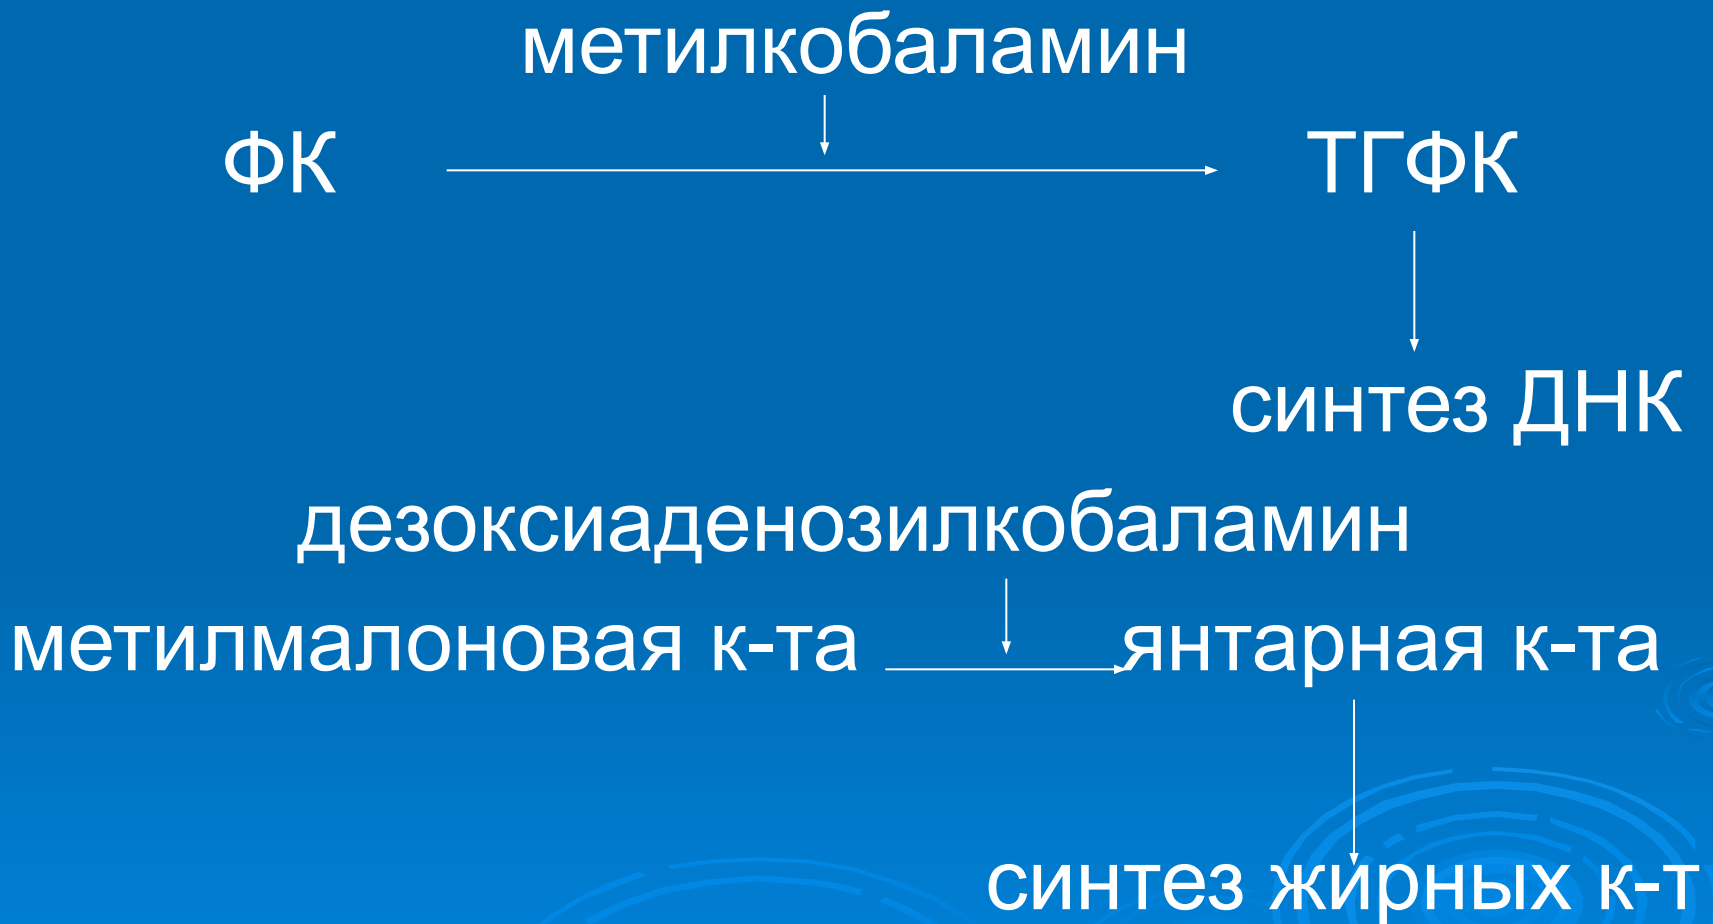 метилкобаламин
ФК ТГФК
синтез ДНК
дезоксиаденозилкобаламин
метилмалоновая к-та янтарная к-та
синтез жирных к-т